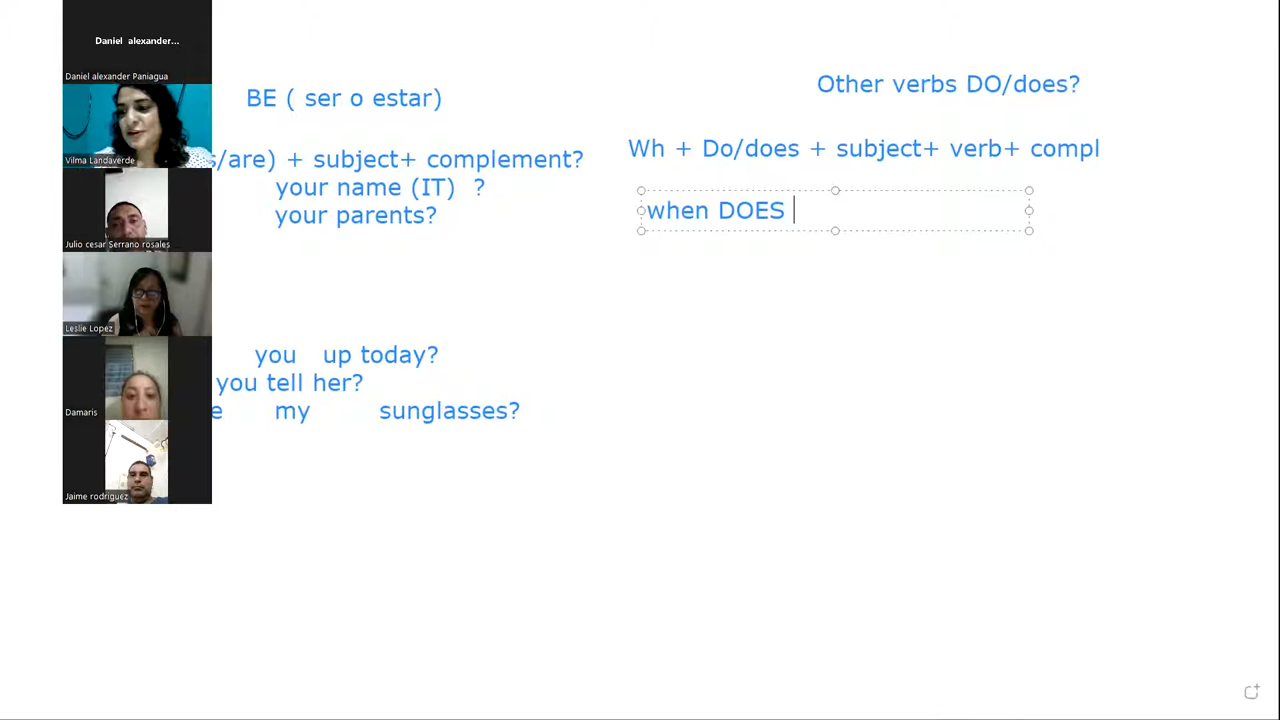 Daniel alexander...
Daniel alexander Paniagua
Vilma Landaverde
Julio cesar Serrano rosales
Leslie Lopez
Damaris
Jaime rodriguez
BE ( ser o estar)
s/are) + subject+ complement?
your name (IT) ?
your parents?
you up today?
you tell her?
e my sunglasses?
Other verbs DO/does?
Wh + Do/does + subject+ verb+ compl
when DOES